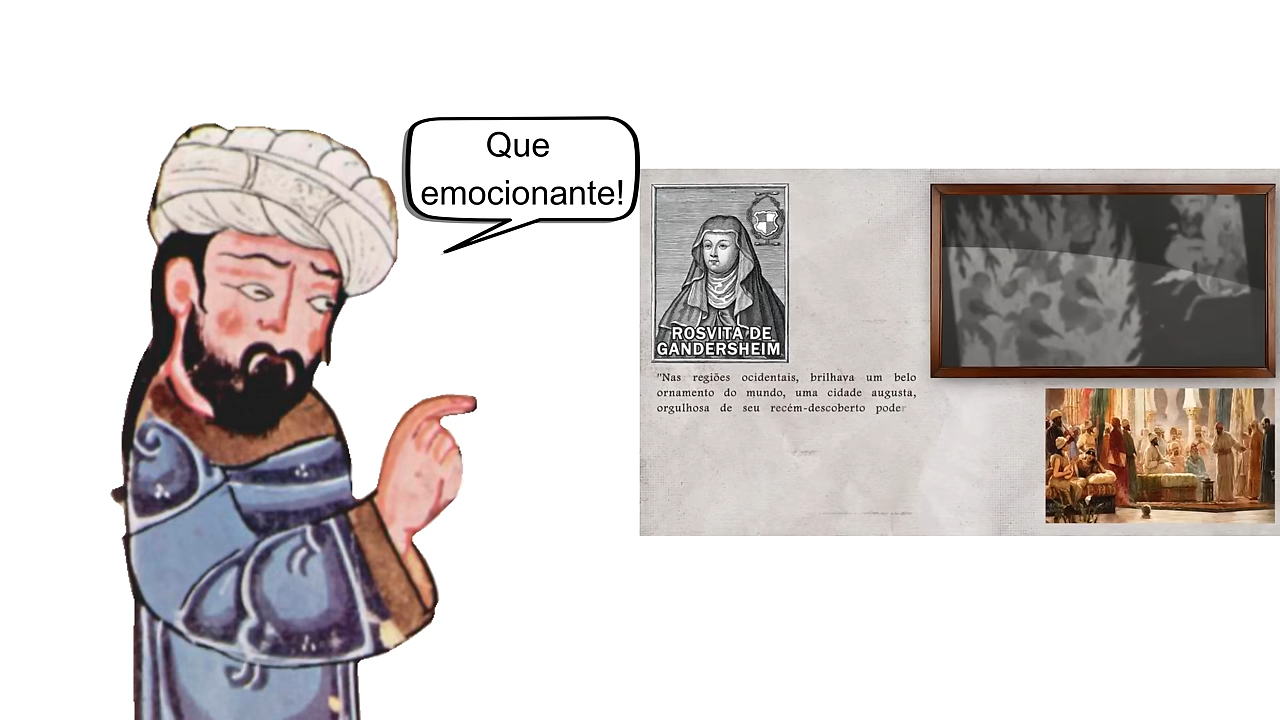 Que
emocionante!
ROSVITA DE
GANDERSHEIM
"Nas regiões ocidentais, brilhava um belo
ornamento do mundo, uma cidade augusta,
orgulhosa de seu recém-descoberto poder